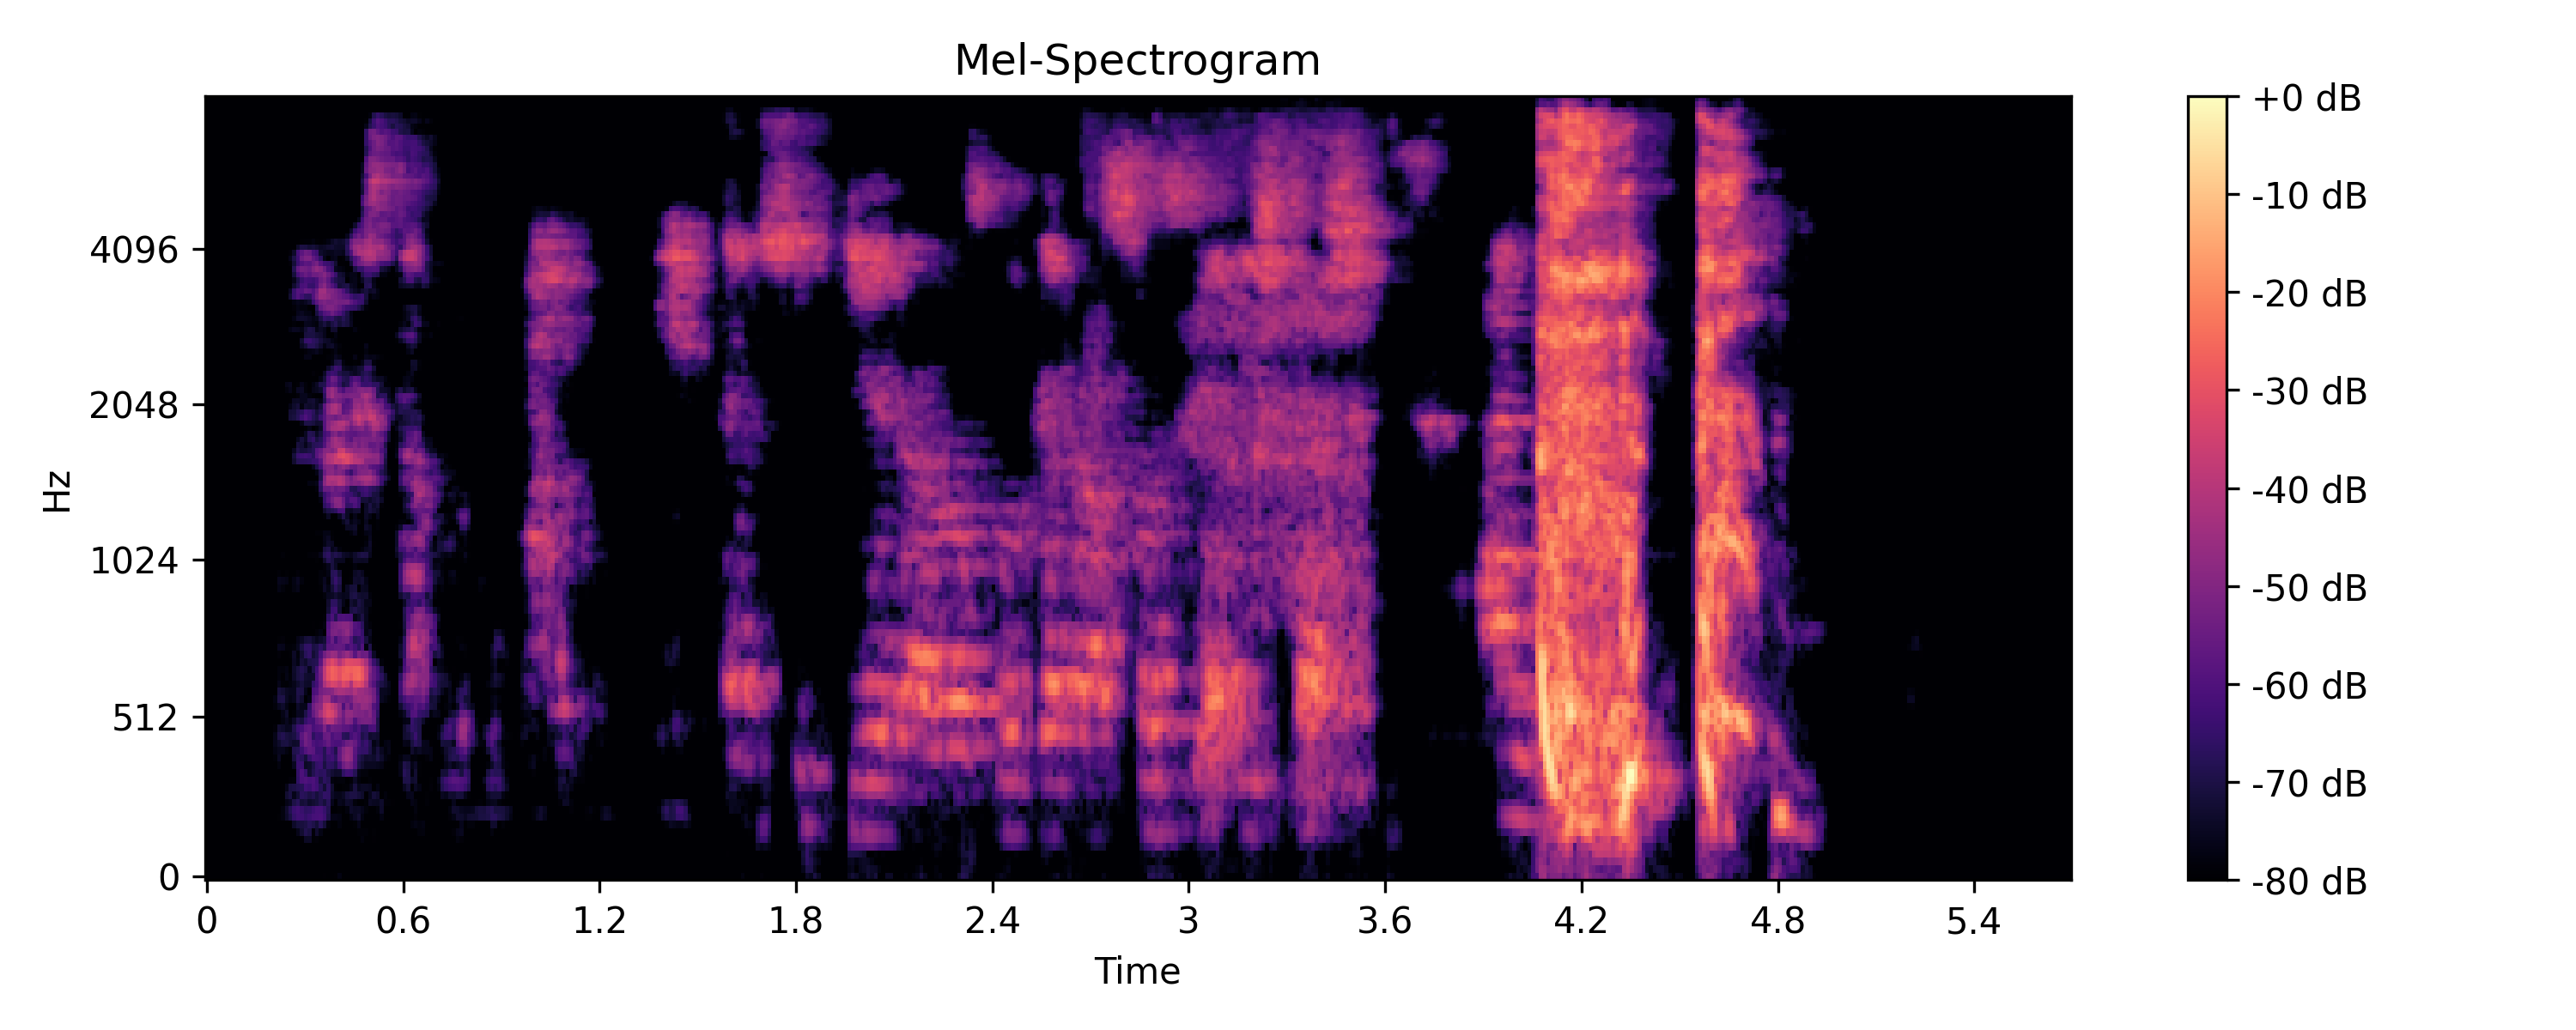 Mel-Spectrogram
+0 dB
-10 dB
-20 dB
-30 dB
-40 dB
-50 dB
-60 dB
-70 dB
-80 dB
Hz
4096
2048
1024
512
0
0 0.6 1.2 1.8 2.4 3 3.6 4.2 4.8 5.4
Time